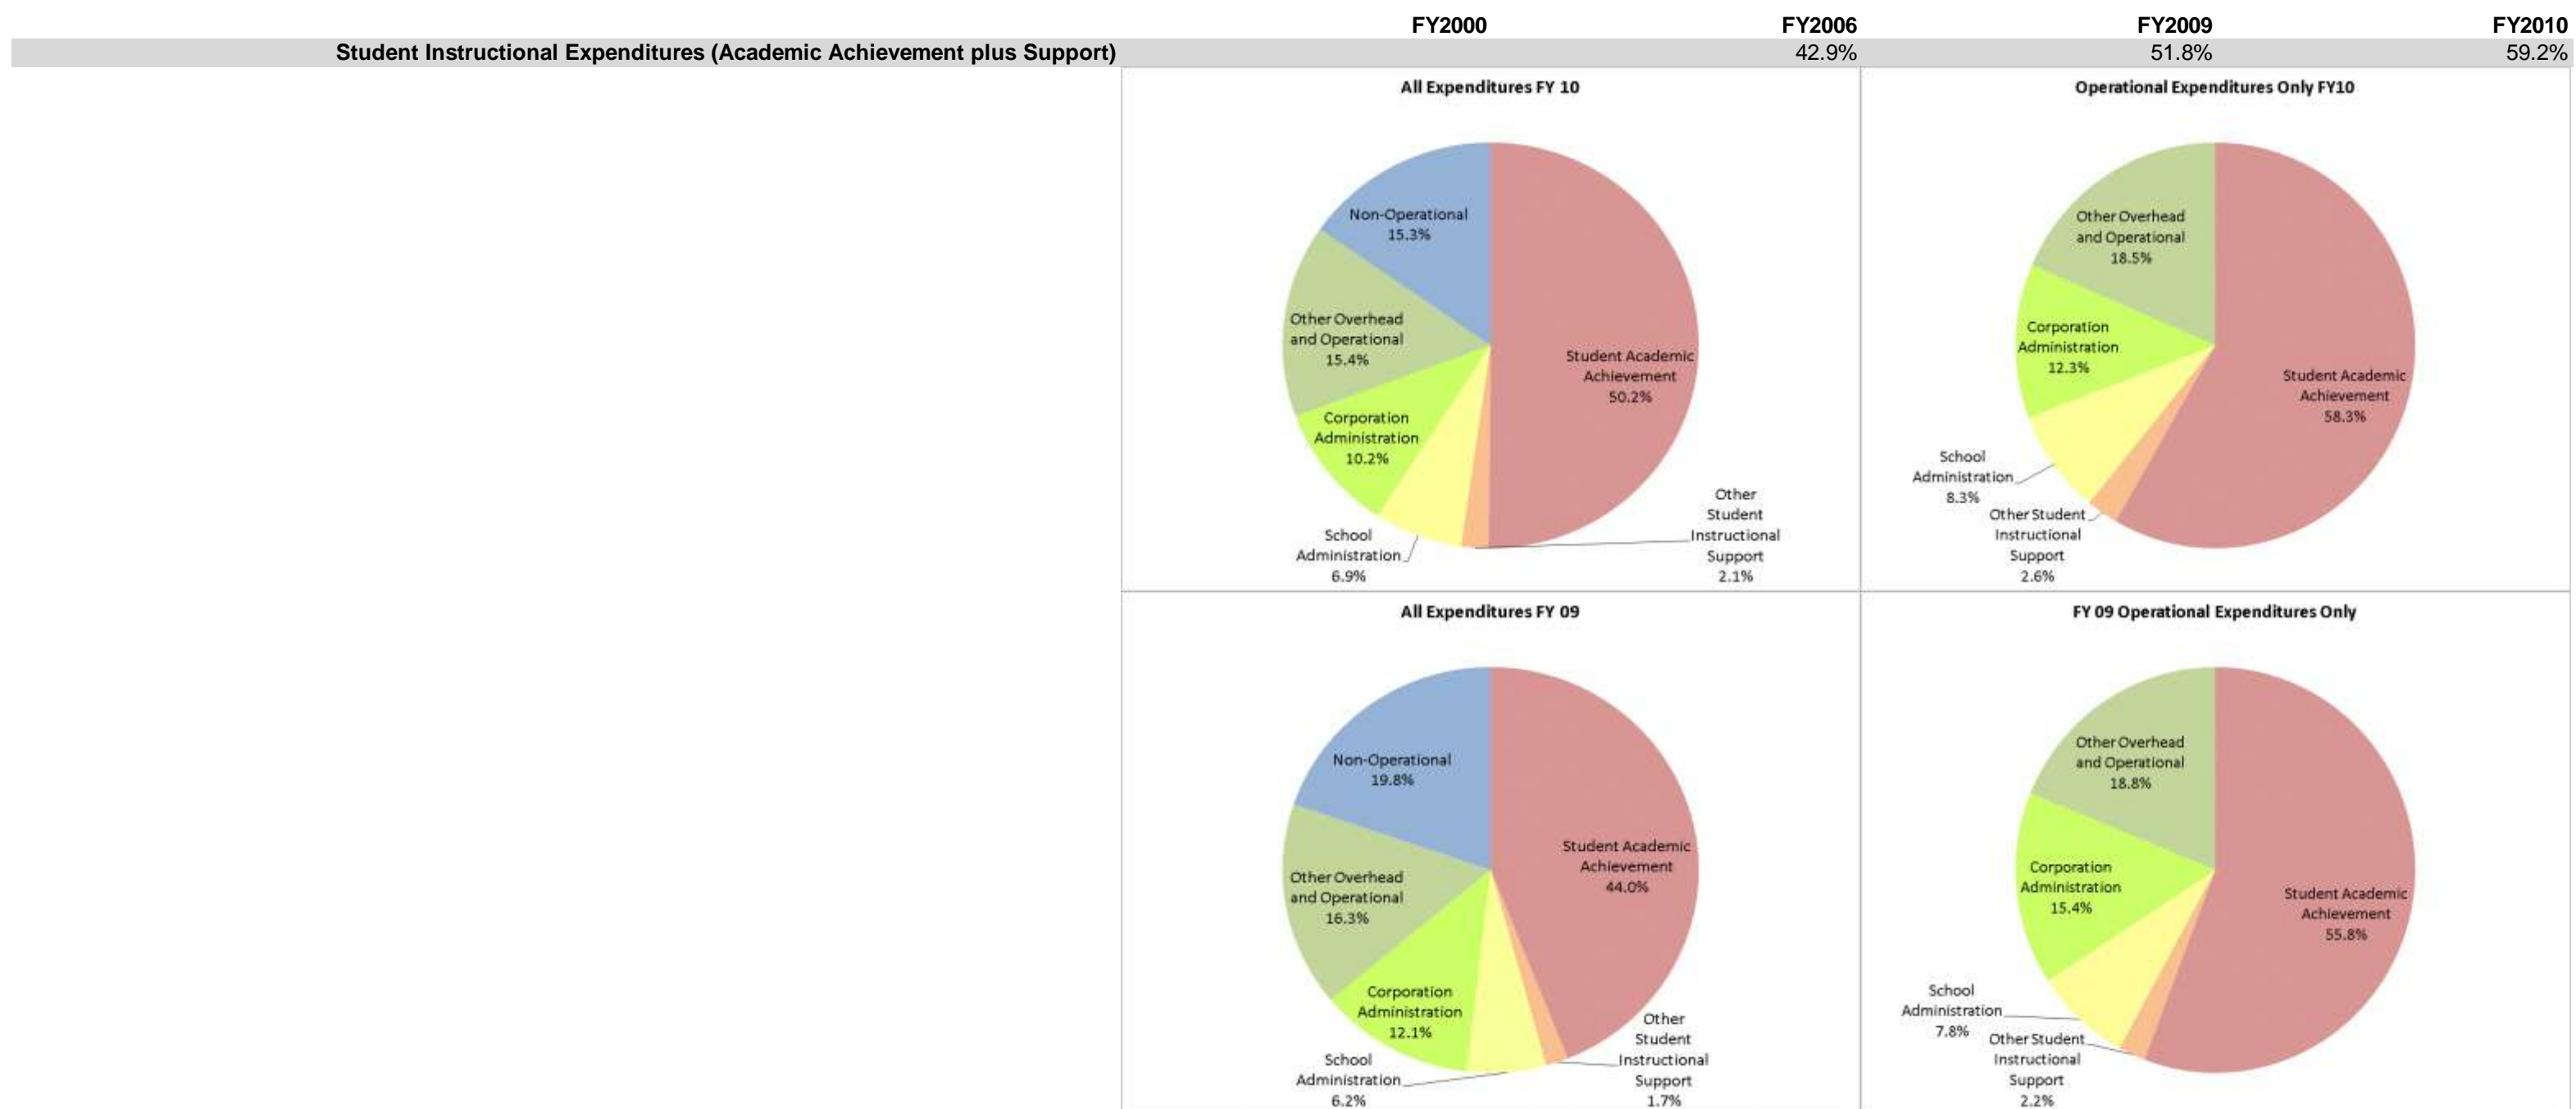 FY2000 FY2006 FY2009 FY2010
Student Instructional Expenditures (Academic Achievement plus Support) 42.9% 51.8% 59.2%
All Expenditures FY 10
Non-Operational
15.3%
Other Overhead
and Operational
15.4%
Corporation
Administration
10.2%
School
Administration
6.9%
Other
Student
Instructional
Support
2.1%
Student Academic
Achievement
50.2%
Operational Expenditures Only FY10
Other Overhead
and Operational
18.5%
Corporation
Administration
12.3%
School
Administration
8.3%
Other Student
Instructional
Support
2.6%
Student Academic
Achievement
58.3%
All Expenditures FY 09
Non-Operational
19.8%
Other Overhead
and Operational
16.3%
Corporation
Administration
12.1%
School
Administration
6.2%
Other
Student
Instructional
Support
1.7%
Student Academic
Achievement
44.0%
FY 09 Operational Expenditures Only
Other Overhead
and Operational
18.8%
Corporation
Administration
15.4%
School
Administration
7.8%
Other Student
Instructional
Support
2.2%
Student Academic
Achievement
55.8%